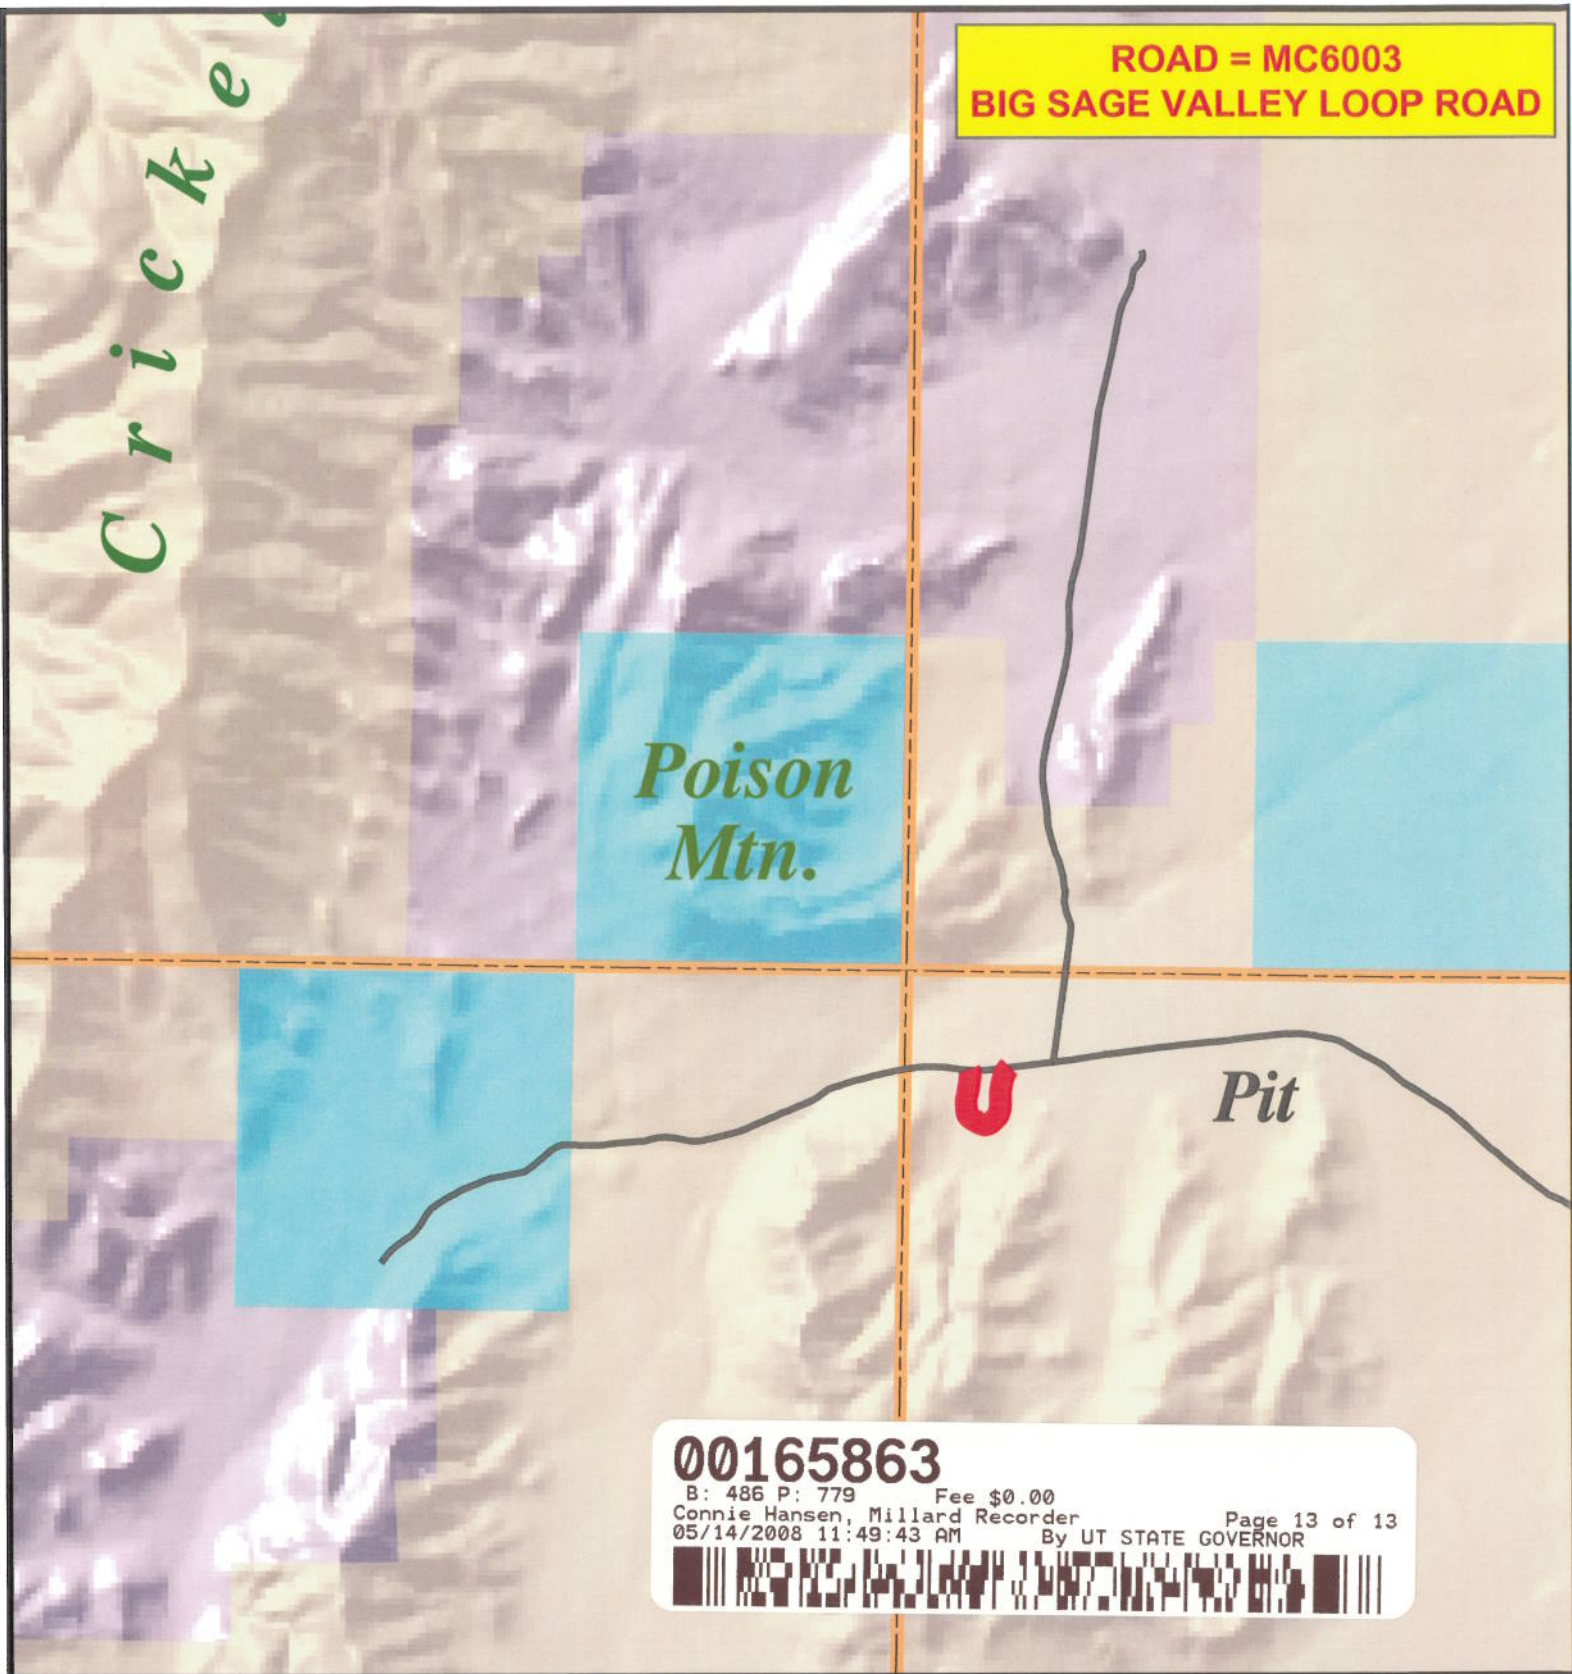 ROAD = MC6003
BIG SAGE VALLEY LOOP ROAD
Cricke
Poison
Mtn.
Pit
00165863
B: 486 P: 779 Fee $0.00
Connie Hansen, Millard Recorder Page 13 of 13
05/14/2008 11:49:43 AM By UT STATE GOVERNOR